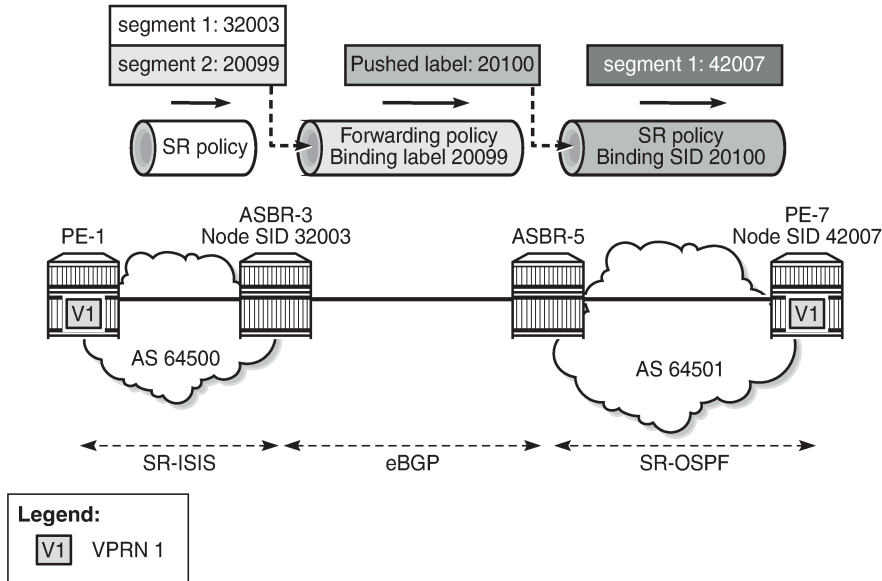 segment 1: 32003
segment 2: 20099
Pushed label: 20100
segment 1: 42007
SR policy
Forwarding policy
Binding label 20099
SR policy
Binding SID 20100
PE-1
ASBR-3
Node SID 32003
ASBR-5
PE-7
Node SID 42007
V1
V1
AS 64500
AS 64501
SR-ISIS
eBGP
SR-OSPF
Legend:
V1 VPRN 1